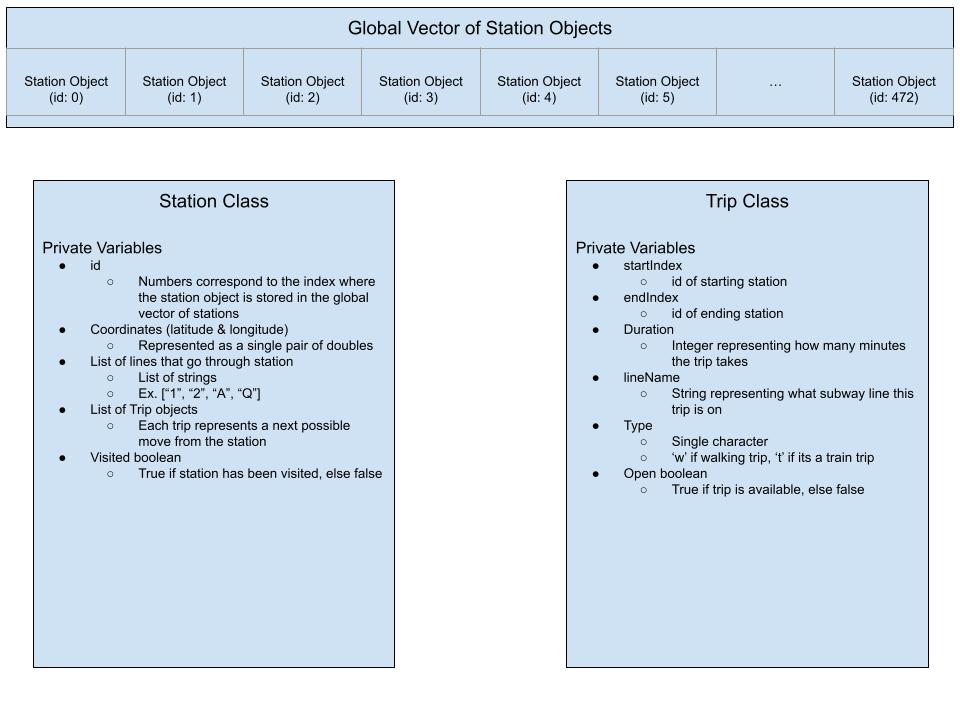 Global Vector of Station Objects
Station Object Station Object Station Object Station Object Station Object Station Object … Station Object
(id: 0) (id: 1) (id: 2) (id: 3) (id: 4) (id: 5) (id: 472)
Station Class
Private Variables
● id
○ Numbers correspond to the index where
the station object is stored in the global
vector of stations
● Coordinates (latitude & longitude)
○ Represented as a single pair of doubles
● List of lines that go through station
○ List of strings
○ Ex. [“1”, “2”, “A”, “Q”]
● List of Trip objects
○ Each trip represents a next possible
move from the station
● Visited boolean
○ True if station has been visited, else false
Trip Class
Private Variables
● startIndex
○ id of starting station
● endIndex
○ id of ending station
● Duration
○ Integer representing how many minutes
the trip takes
● lineName
○ String representing what subway line this
trip is on
● Type
○ Single character
○ ‘w’ if walking trip, ‘t’ if its a train trip
● Open boolean
○ True if trip is available, else false